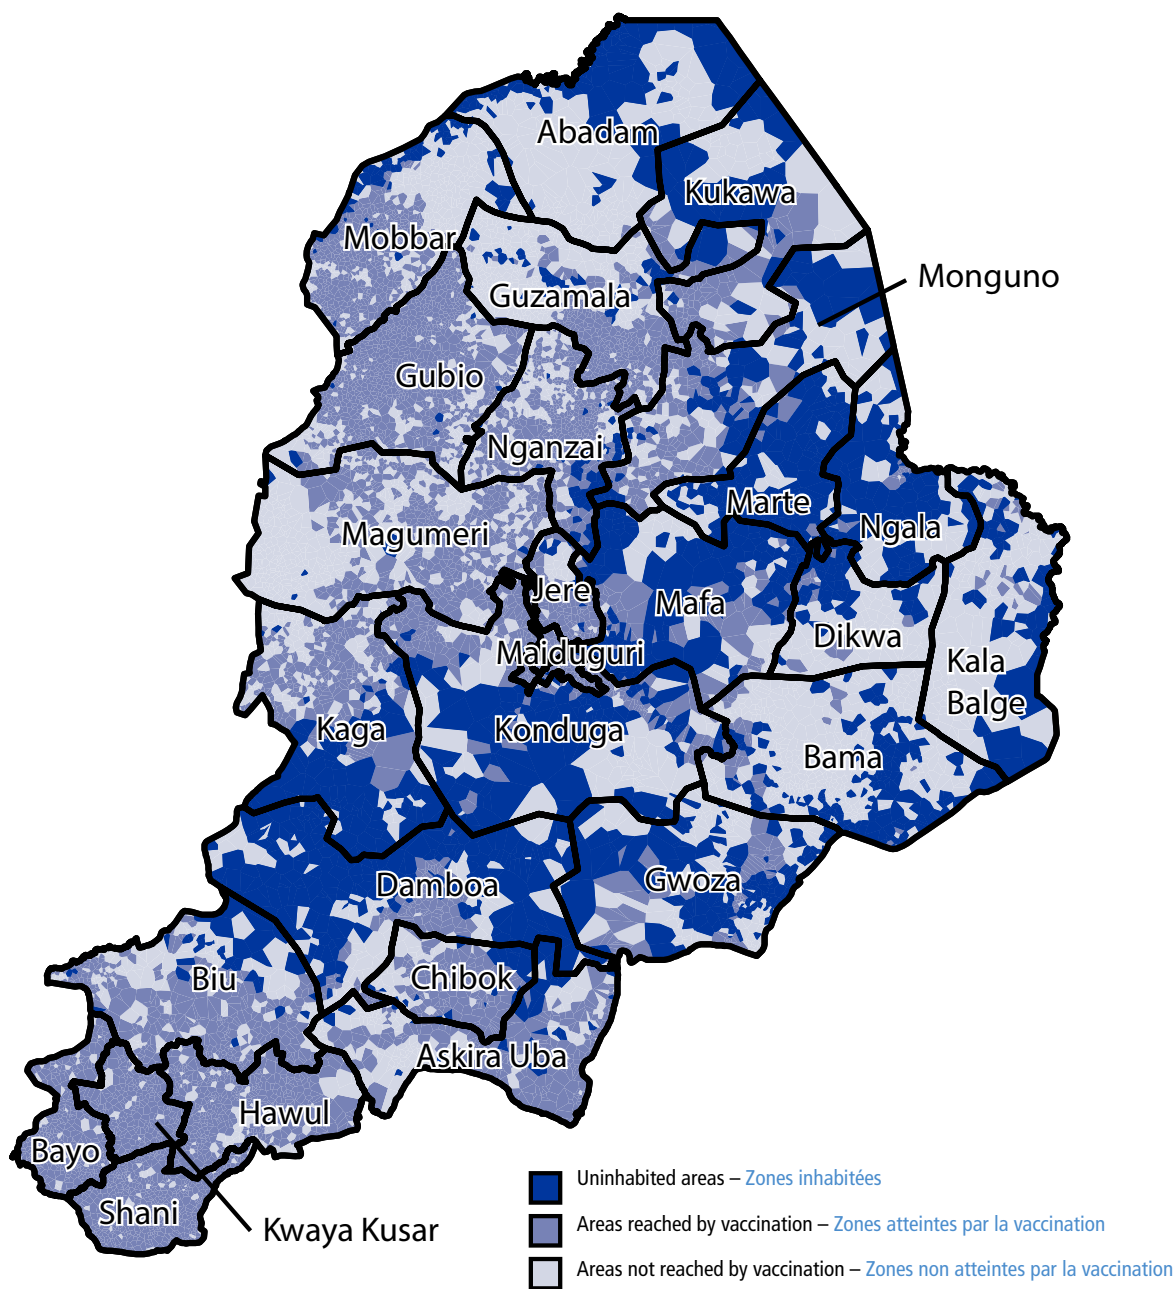 Abadam
Kukawa
Mobbar
Monguno
Guzamala
Gubio
Nganzai
Marte
Ngala
Magumeri
Jere
Mafa
Dikwa
Maiduguri
Kala
Balge
Kaga
Konduga
Bama
Damboa
Gwoza
Biu
Chibok
Askira Uba
Hawul
Bayo
Shani
Kwaya Kusar
Uninhabited areas – Zones inhabitées
Areas reached by vaccination – Zones atteintes par la vaccination
Areas not reached by vaccination – Zones non atteintes par la vaccination